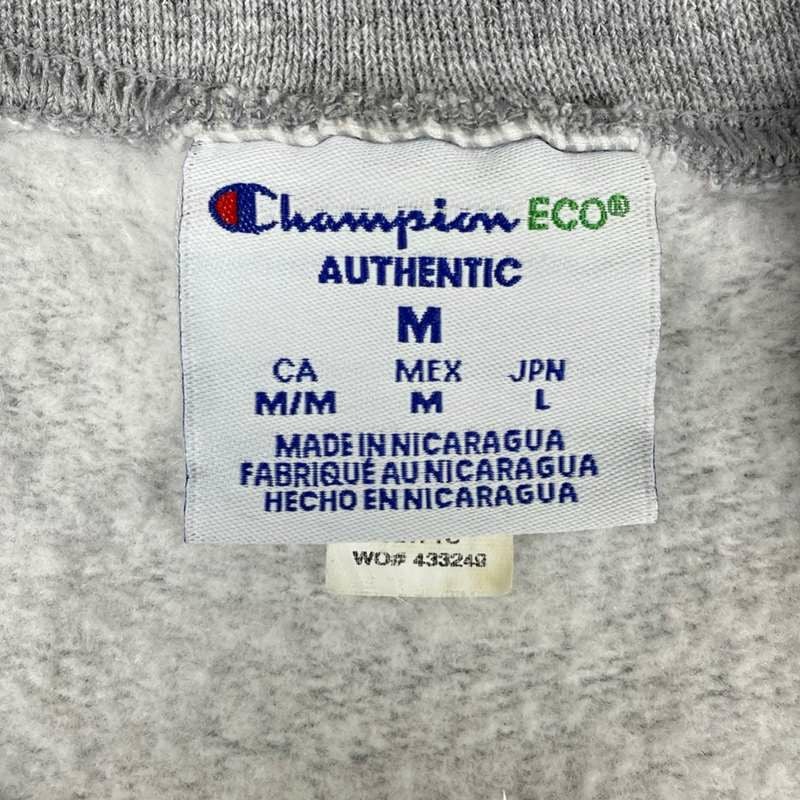 Champion ECO®
AUTHENTIC
M
CA MEX JPN
M/M M L
MADE IN NICARAGUA
FABRIQUÉ AU NICARAGUA
HECHO EN NICARAGUA
WO# 433249